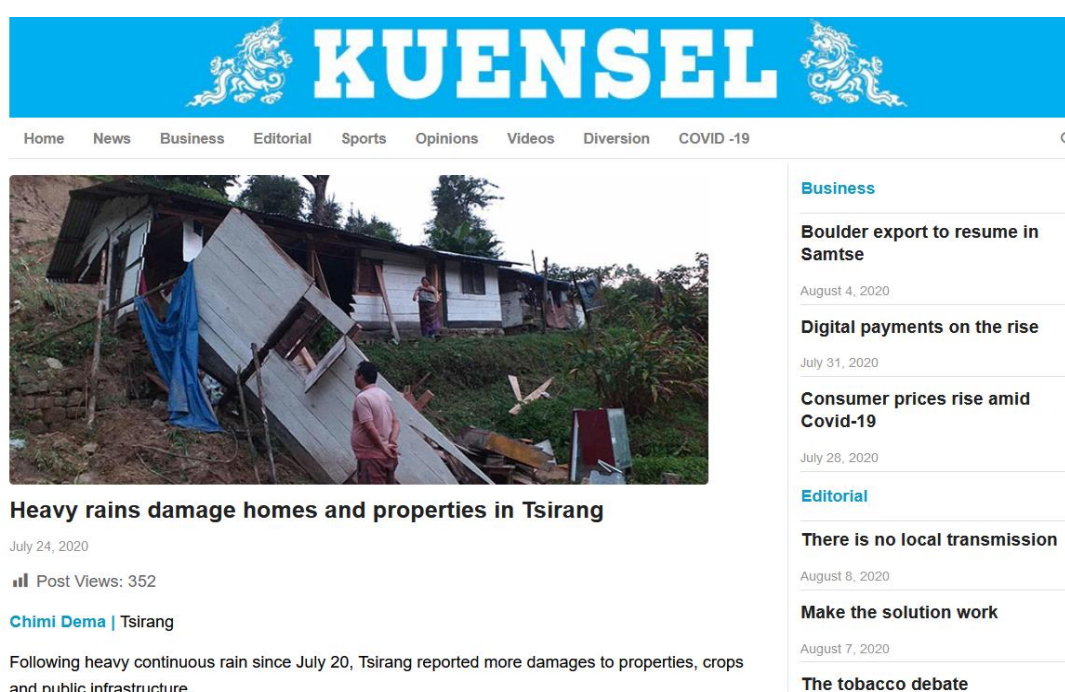 KUENSEL
Home News Business Editorial Sports Opinions Videos Diversion COVID -19
Heavy rains damage homes and properties in Tsirang
July 24, 2020
Post Views: 352
Chimi Dema | Tsirang
Following heavy continuous rain since July 20, Tsirang reported more damages to properties, crops
and public infrastructure
Business
Boulder export to resume in
Samtse
August 4, 2020
Digital payments on the rise
July 31, 2020
Consumer prices rise amid
Covid-19
July 28, 2020
Editorial
There is no local transmission
August 8, 2020
Make the solution work
August 7, 2020
The tobacco debate